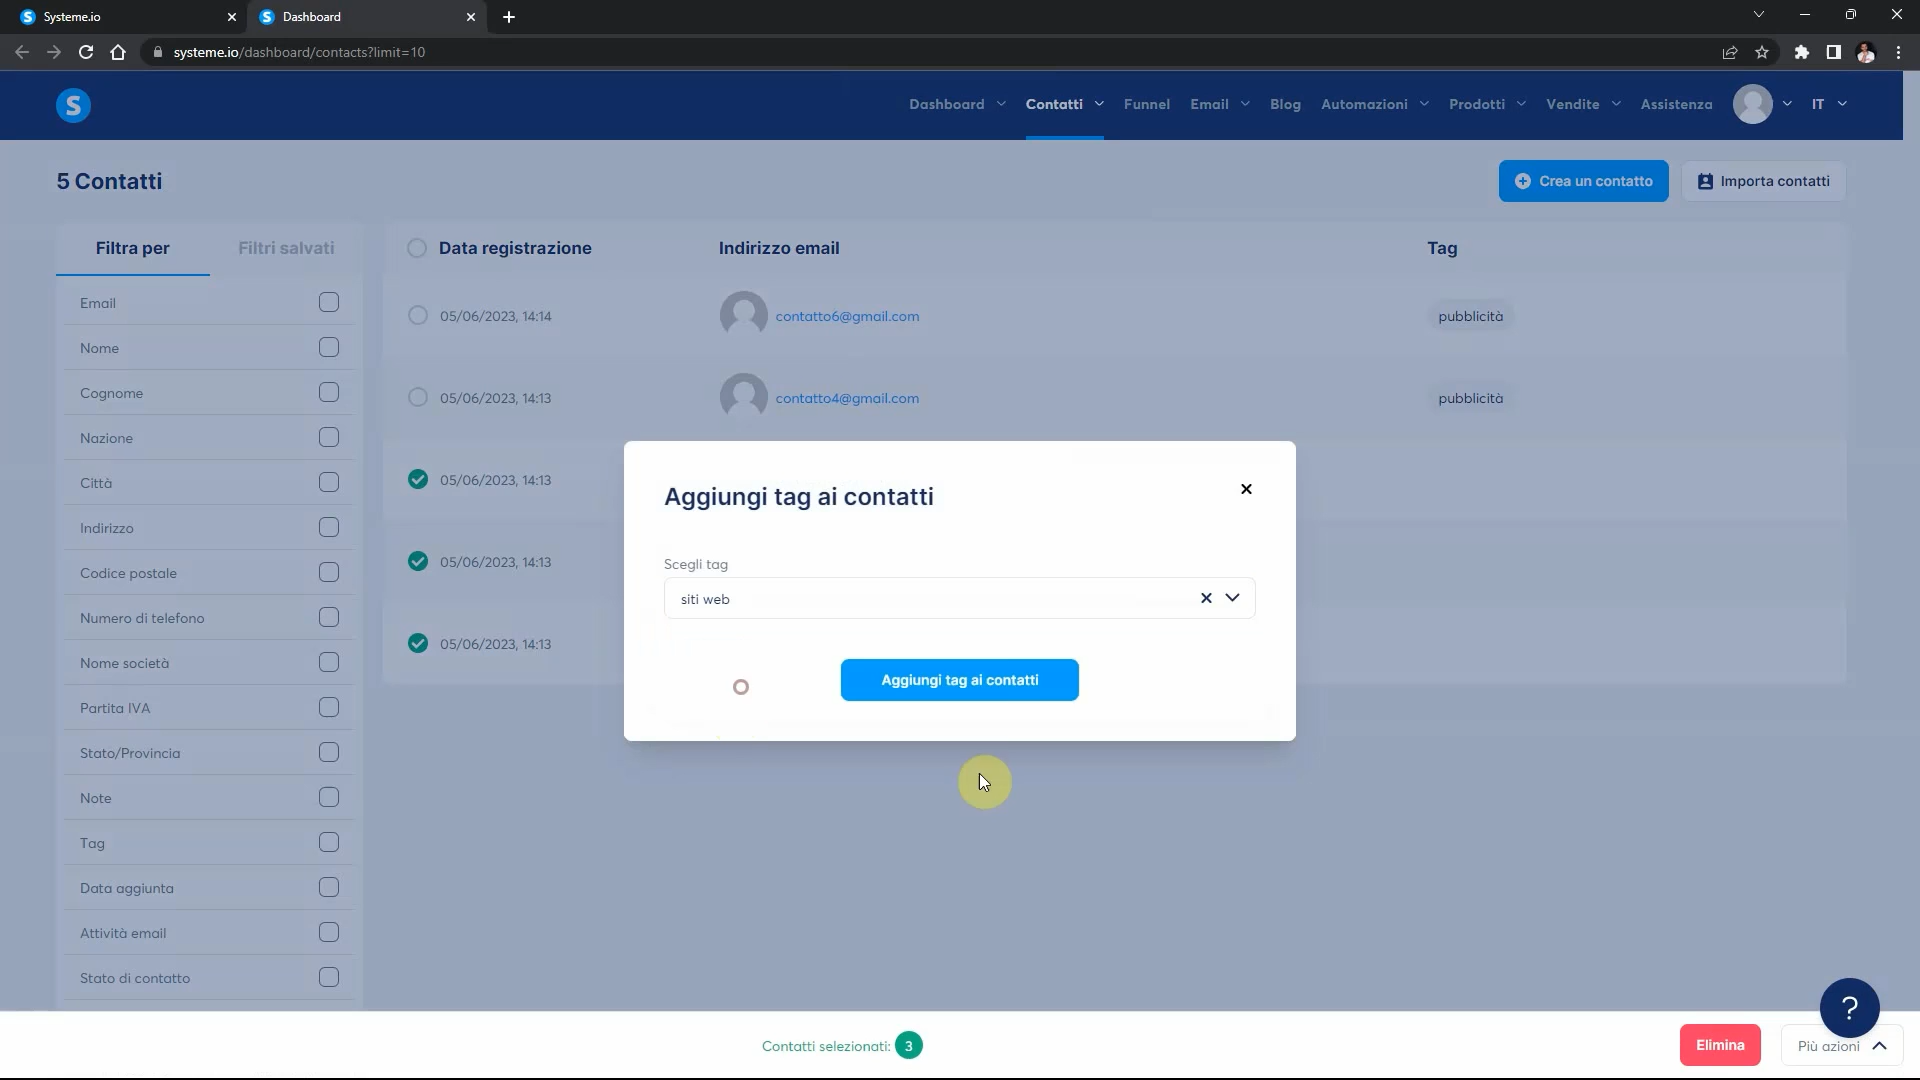 Systeme.io
Dashboard
systeme.io/dashboard/contacts?limit=10
S
Dashboard
Contatti
Funnel
Email
Blog
Automazioni
Prodotti
Vendite
Assistenza
IT
5 Contatti
Crea un contatto
Importa contatti
Filtra per
Filtri salvati
Data registrazione
Indirizzo email
Tag
Email
05/06/2023, 14:14
contatto6@gmail.com
pubblicità
Nome
Cognome
05/06/2023, 14:13
contatto4@gmail.com
pubblicità
Nazione
Città
05/06/2023, 14:13
Indirizzo
05/06/2023, 14:13
Codice postale
Numero di telefono
05/06/2023, 14:13
Nome società
Partita IVA
Stato/Provincia
Note
Tag
Data aggiunta
Attività email
Stato di contatto
Aggiungi tag ai contatti
Scegli tag
siti web
Aggiungi tag ai contatti
Contatti selezionati: 3
Elimina
Più azioni
?